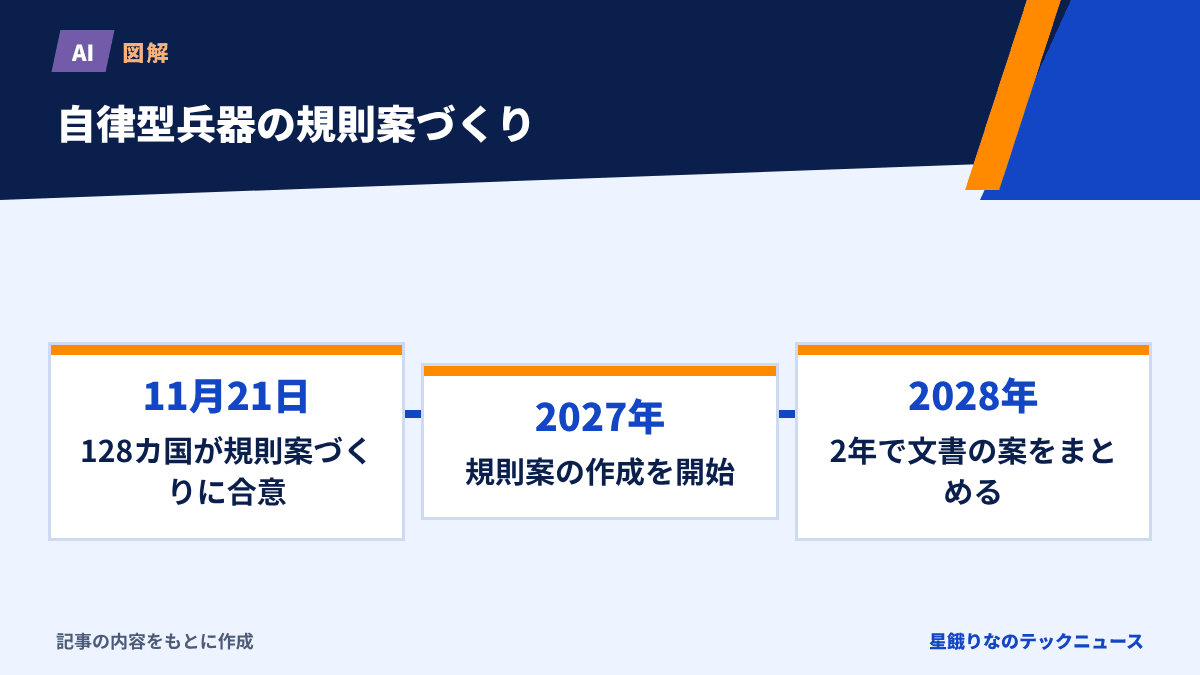 AI 図解
自律型兵器の規則案づくり
11月21日
128カ国が規則案づく
りに合意
2027年
規則案の作成を開始
2028年
2年で文書の案をまと
める
記事の内容をもとに作成
星餓りなのテックニュース